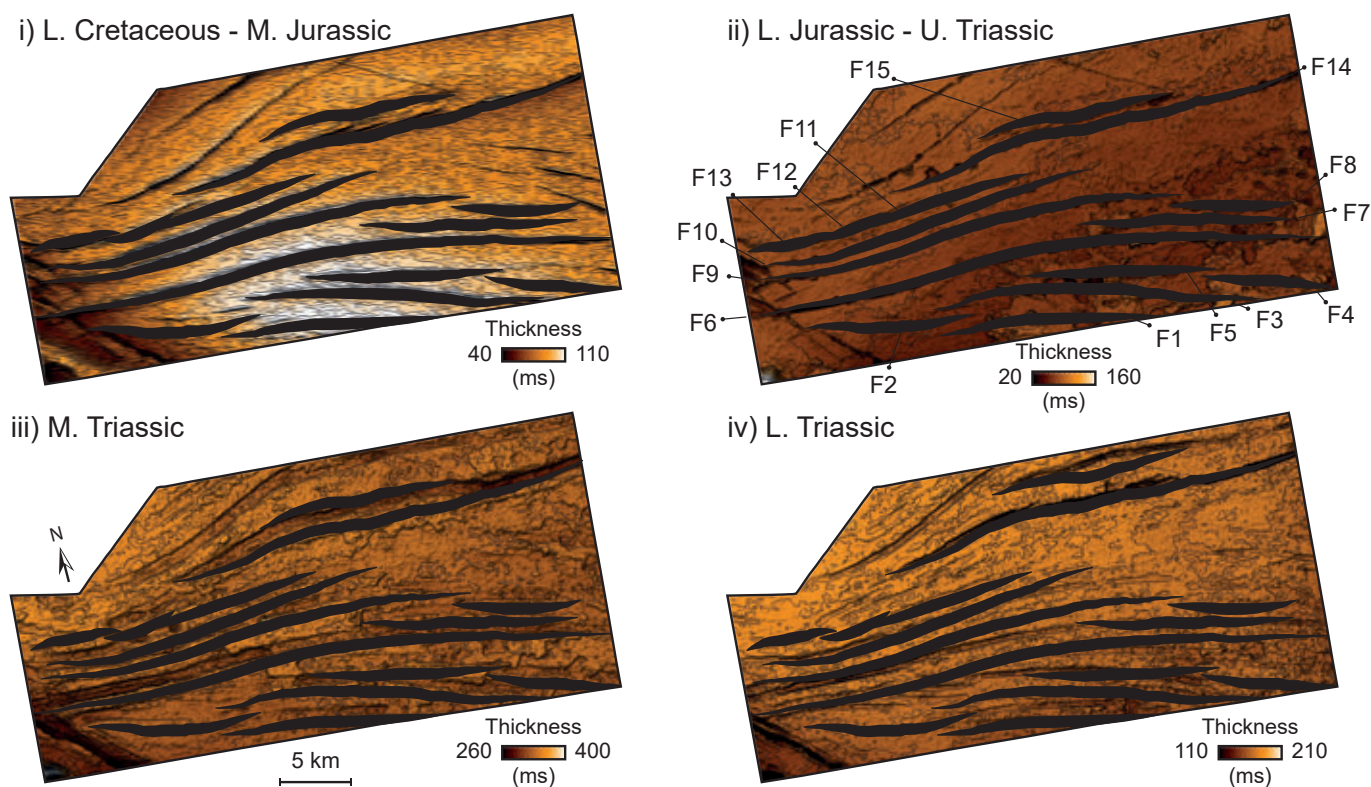 i) L. Cretaceous - M. Jurassic
Thickness
40 110
(ms)
ii) L. Jurassic - U. Triassic
F15
F14
F11
F12
F13
F8
F7
F10
F9
F6
F4
F3
F5
F1
F2
Thickness
20 160
(ms)
iii) M. Triassic
N
5 km
Thickness
260 400
(ms)
iv) L. Triassic
Thickness
110 210
(ms)